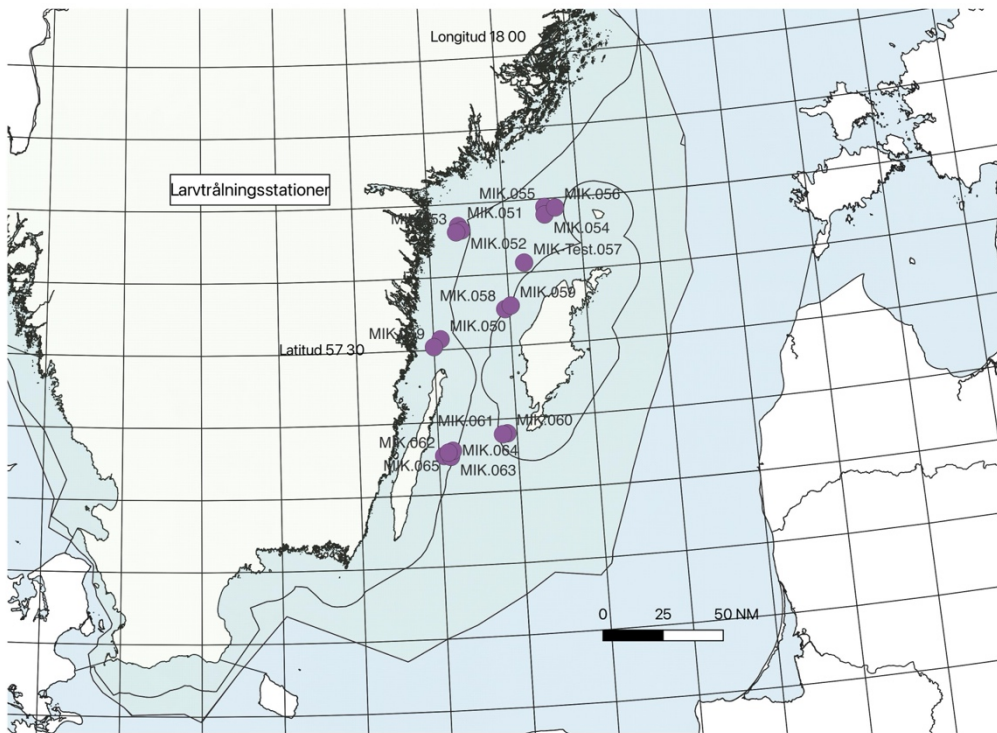 Longitud 18 00
Larvtrålningsstationer
MIK.055
MIK.056
MIK.051
MIK.054
MIK.052
MIK-Test.057
MIK.058
MIK.059
MIK.050
Latitud 57 30
MIK.061
MIK.060
MIK.062
MIK.064
MIK.065
MIK.063
0 25 50 NM